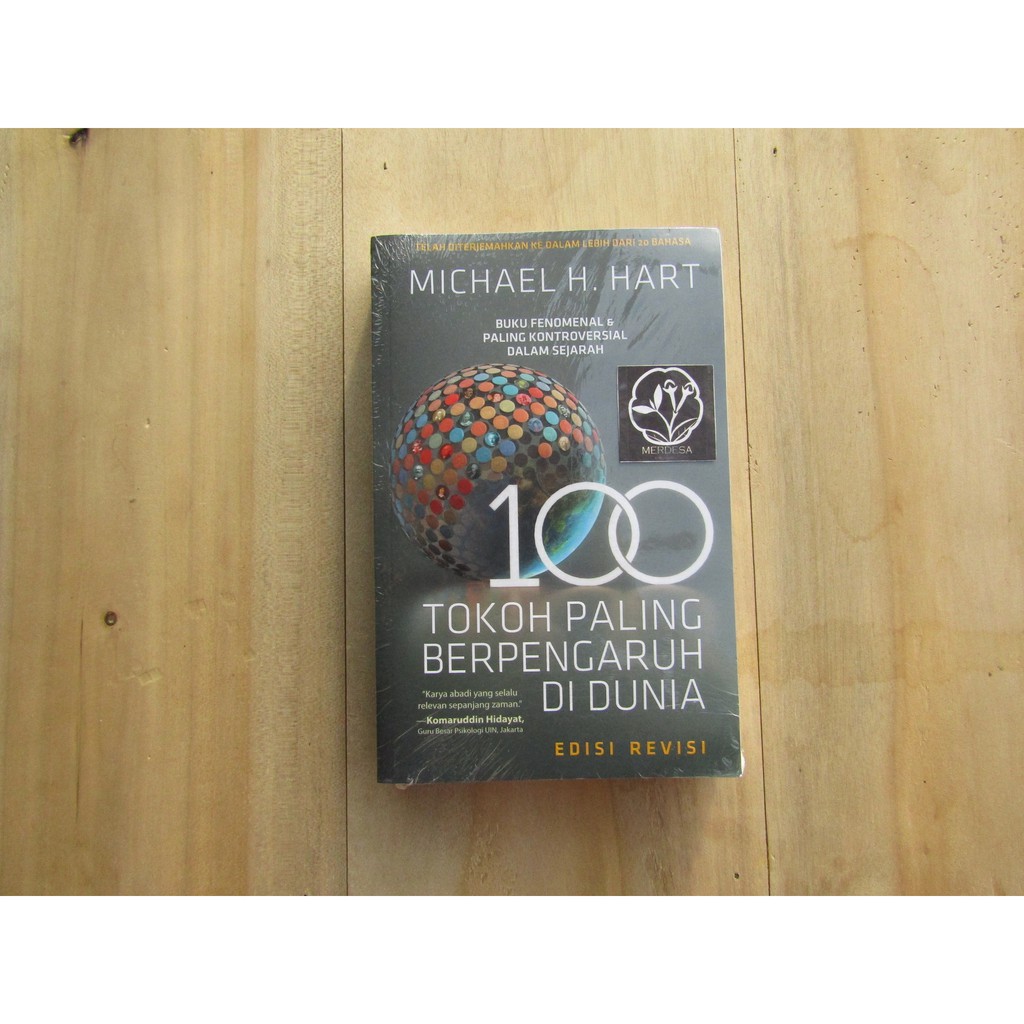 TELAH DITERJEMAHKAN KE DALAM LEBIH DARI 20 BAHASA
MICHAEL H. HART
BUKU FENOMENAL &
PALING KONTROVERSIAL
DALAM SEJARAH
MERDESA
100
TOKOH PALING
BERPENGARUH
DI DUNIA
"Karya abadi yang selalu
relevan sepanjang zaman."
—Komaruddin Hidayat,
Guru Besar Psikologi UIN, Jakarta
EDISI REVISI